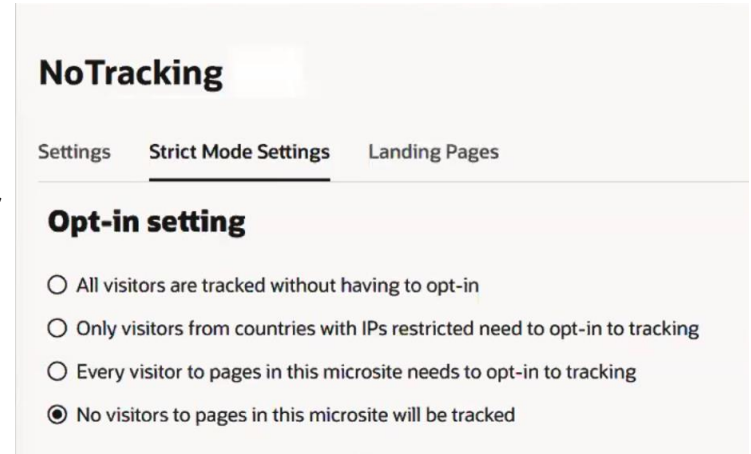 NoTracking
Settings Strict Mode Settings Landing Pages
Opt-in setting
All visitors are tracked without having to opt-in
Only visitors from countries with IPs restricted need to opt-in to tracking
Every visitor to pages in this microsite needs to opt-in to tracking
No visitors to pages in this microsite will be tracked